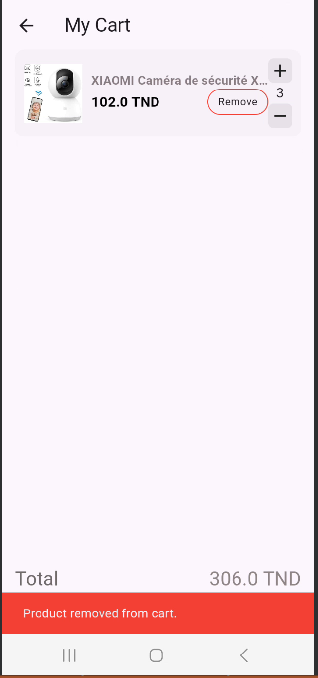 My Cart
XIAOMI Caméra de sécurité X...
102.0 TND
Remove
3
Total
306.0 TND
Product removed from cart.